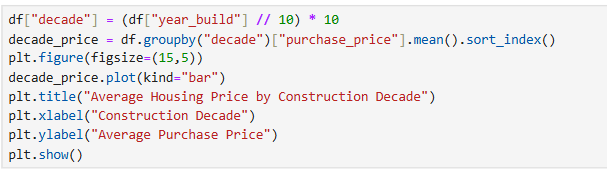 df["decade"] = (df["year_build"] // 10) * 10
decade_price = df.groupby("decade")["purchase_price"].mean().sort_index()
plt.figure(figsize=(15,5))
decade_price.plot(kind="bar")
plt.title("Average Housing Price by Construction Decade")
plt.xlabel("Construction Decade")
plt.ylabel("Average Purchase Price")
plt.show()